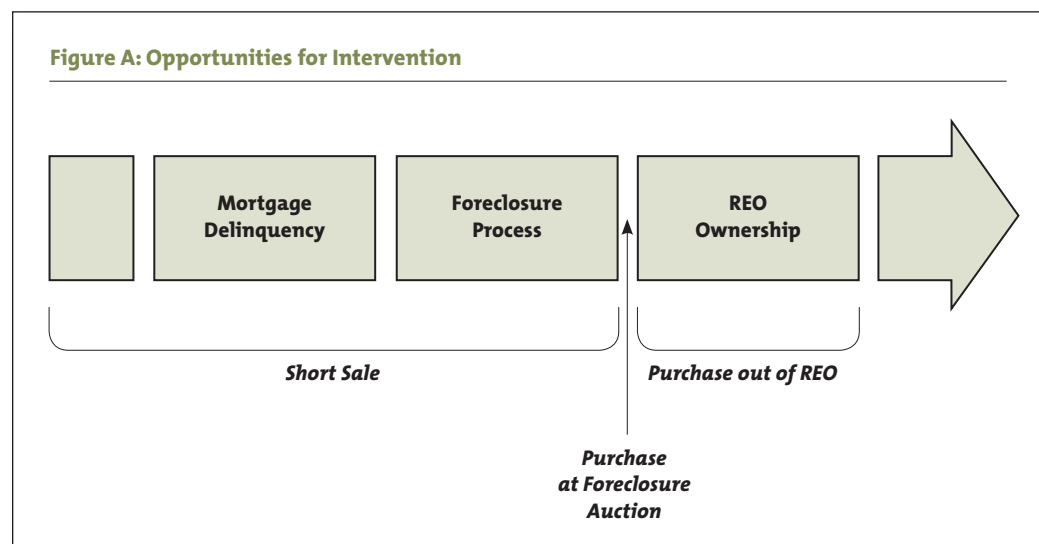 Figure A: Opportunities for Intervention
Mortgage
Delinquency
Foreclosure
Process
REO
Ownership
Short Sale
Purchase out of REO
Purchase
at Foreclosure
Auction